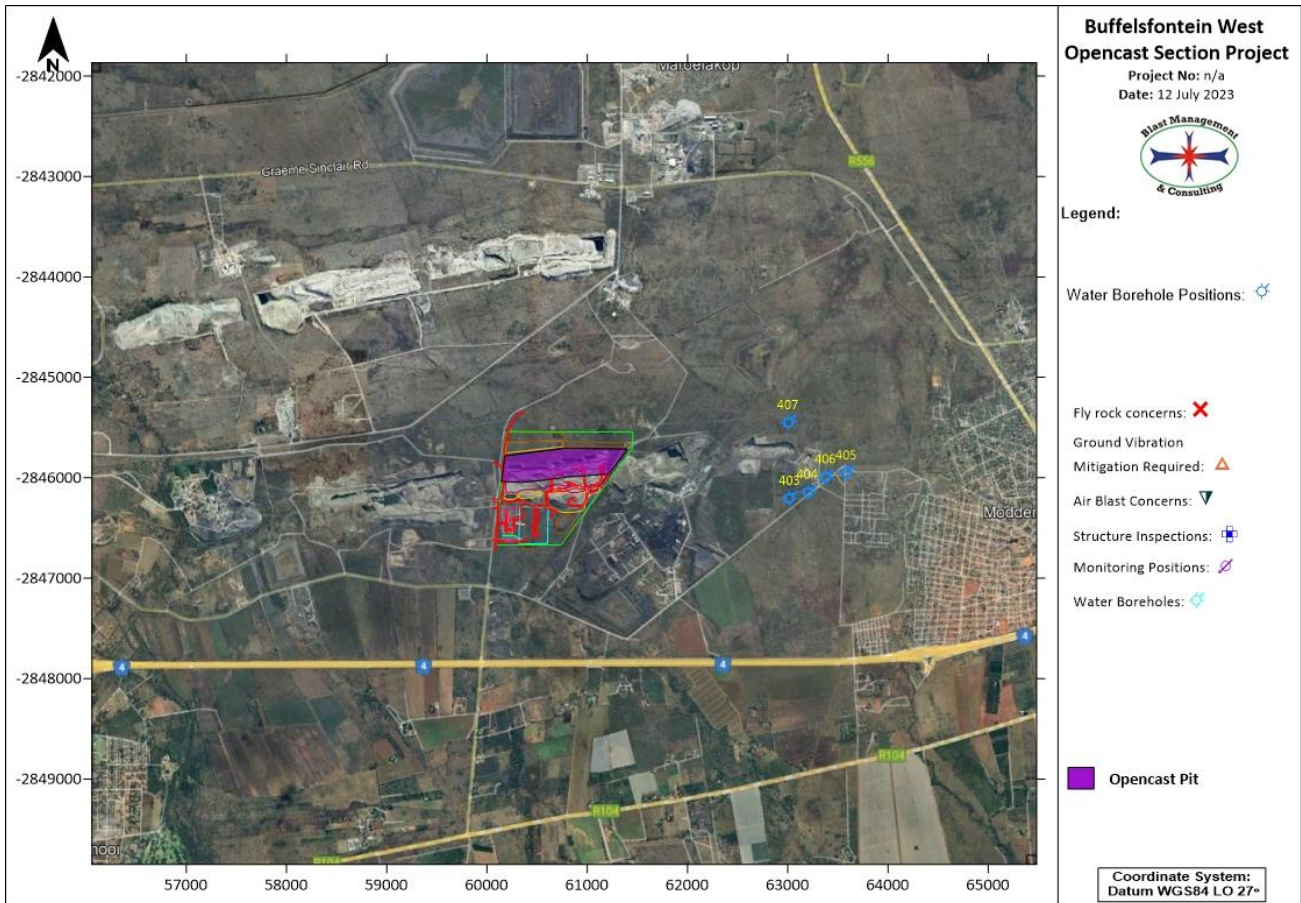 Buffelsfontein West
Opencast Section Project
Project No: n/a
Date: 12 July 2023
Blast Management
& Consulting
Legend:
Water Borehole Positions:
Fly rock concerns:
Ground Vibration
Mitigation Required:
Air Blast Concerns:
Structure Inspections:
Monitoring Positions:
Water Boreholes:
Opencast Pit
Coordinate System:
Datum WGS84 LO 27°
N
-2842000
-2843000
-2844000
-2845000
-2846000
-2847000
-2848000
-2849000
57000
58000
59000
60000
61000
62000
63000
64000
65000
Graeme Sinclair Rd
R556
407
403
404
406
405
4
4
4
4
R104
R104
R104